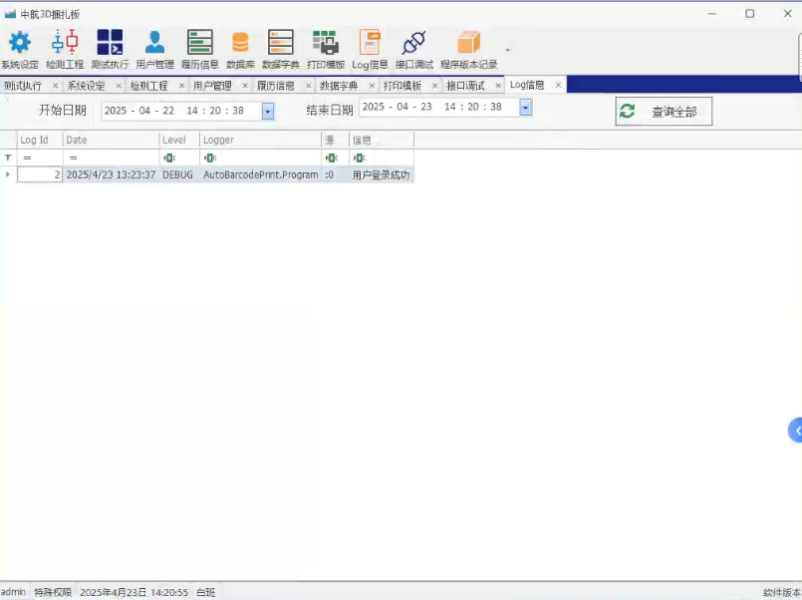 中航3D捆扎板
系统设定 检测工程 测试执行 用户管理 履历信息 数据库 数据字典 打印模板 Log信息 接口调试 程序版本记录
测试执行 × 系统设定 × 检测工程 × 用户管理 × 履历信息 × 数据字典 × 打印模板 × 接口调试 × Log信息 ×
开始日期 2025 - 04 - 22 14 : 20 : 38 结束日期 2025 - 04 - 23 14 : 20 : 38 查询全部
Log Id Date Level Logger 源 信息
= =
2 2025/4/23 13:23:37 DEBUG AutoBarcodePrint.Program :0 用户登录成功
admin 特殊权限 2025年4月23日 14:20:55 白班 软件版本